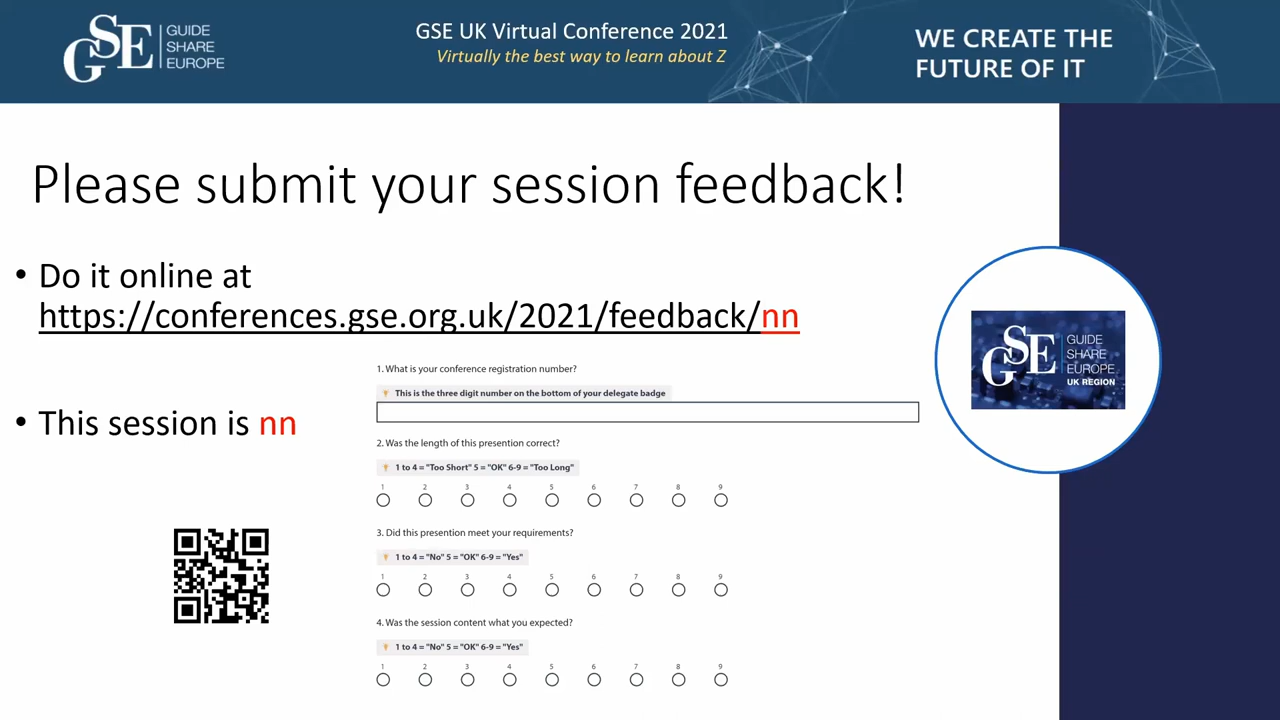 GSE GUIDE SHARE EUROPE
GSE UK Virtual Conference 2021
Virtually the best way to learn about Z
WE CREATE THE
FUTURE OF IT
Please submit your session feedback!
• Do it online at
https://conferences.gse.org.uk/2021/feedback/nn
• This session is nn
1. What is your conference registration number?
This is the three digit number on the bottom of your delegate badge
2. Was the length of this presention correct?
1 to 4 = "Too Short" 5 = "OK" 6-9 = "Too Long"
1 2 3 4 5 6 7 8 9
3. Did this presention meet your requirements?
1 to 4 = "No" 5 = "OK" 6-9 = "Yes"
1 2 3 4 5 6 7 8 9
4. Was the session content what you expected?
1 to 4 = "No" 5 = "OK" 6-9 = "Yes"
1 2 3 4 5 6 7 8 9
GSE GUIDE SHARE EUROPE
UK REGION